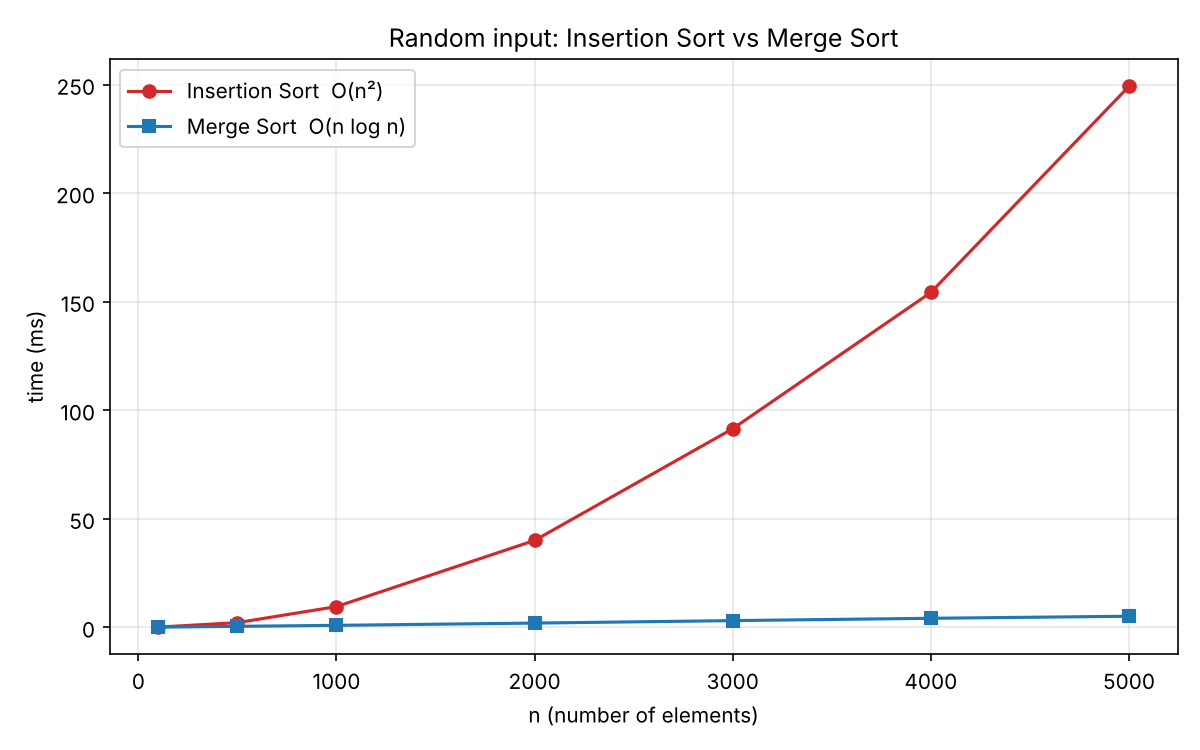 Random input: Insertion Sort vs Merge Sort
Insertion Sort  O(n²)
Merge Sort  O(n log n)
250
200
150
100
50
0
time (ms)
0 1000 2000 3000 4000 5000
n (number of elements)